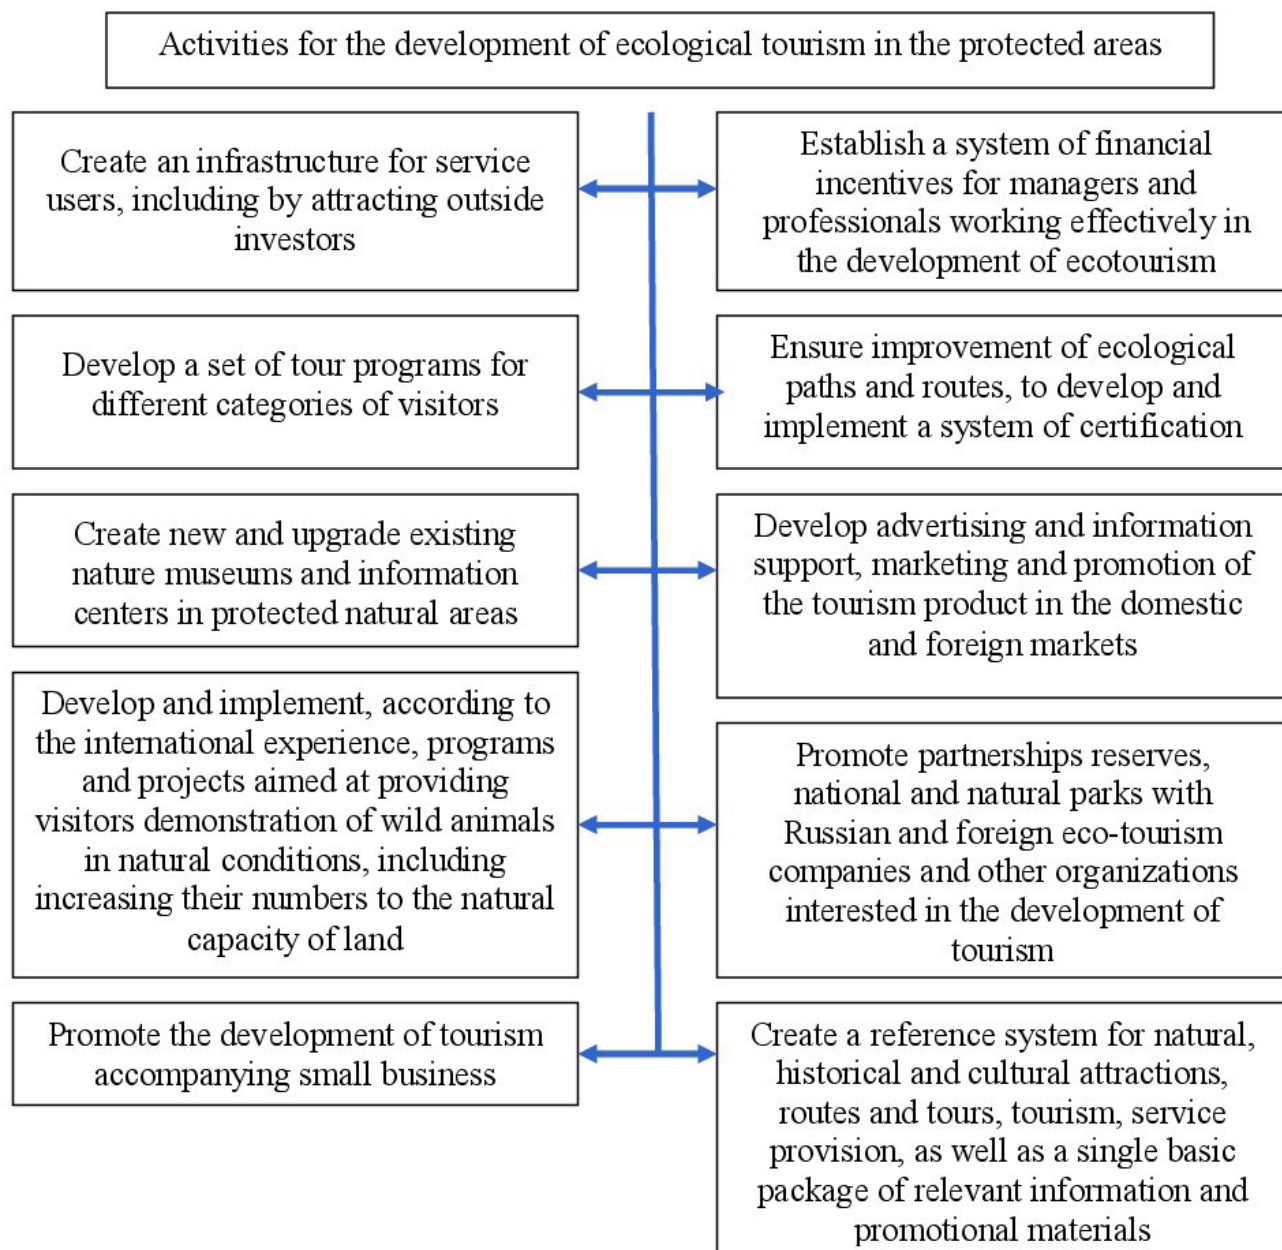 Activities for the development of ecological tourism in the protected areas
Create an infrastructure for service
users, including by attracting outside
investors
Establish a system of financial
incentives for managers and
professionals working effectively in
the development of ecotourism
Develop a set of tour programs for
different categories of visitors
Ensure improvement of ecological
paths and routes, to develop and
implement a system of certification
Create new and upgrade existing
nature museums and information
centers in protected natural areas
Develop advertising and information
support, marketing and promotion of
the tourism product in the domestic
and foreign markets
Develop and implement, according to
the international experience, programs
and projects aimed at providing
visitors demonstration of wild animals
in natural conditions, including
increasing their numbers to the natural
capacity of land
Promote partnerships reserves,
national and natural parks with
Russian and foreign eco-tourism
companies and other organizations
interested in the development of
tourism
Promote the development of tourism
accompanying small business
Create a reference system for natural,
historical and cultural attractions,
routes and tours, tourism, service
provision, as well as a single basic
package of relevant information and
promotional materials